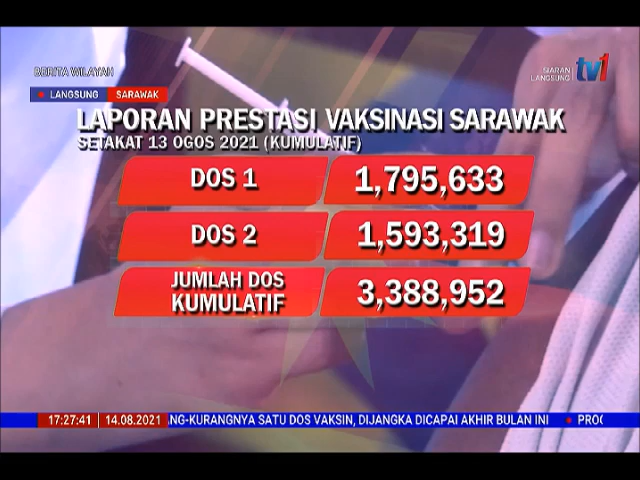 BERITA WILAYAH
SIARAN
LANGSUNG
tv1
LANGSUNG
SARAWAK
LAPORAN PRESTASI VAKSINASI SARAWAK
SETAKAT 13 OGOS 2021 (KUMULATIF)
DOS 1
1,795,633
DOS 2
1,593,319
JUMLAH DOS
KUMULATIF
3,388,952
17:27:41
14.08.2021
NG-KURANGNYA SATU DOS VAKSIN, DIJANGKA DICAPAI AKHIR BULAN INI
PROG